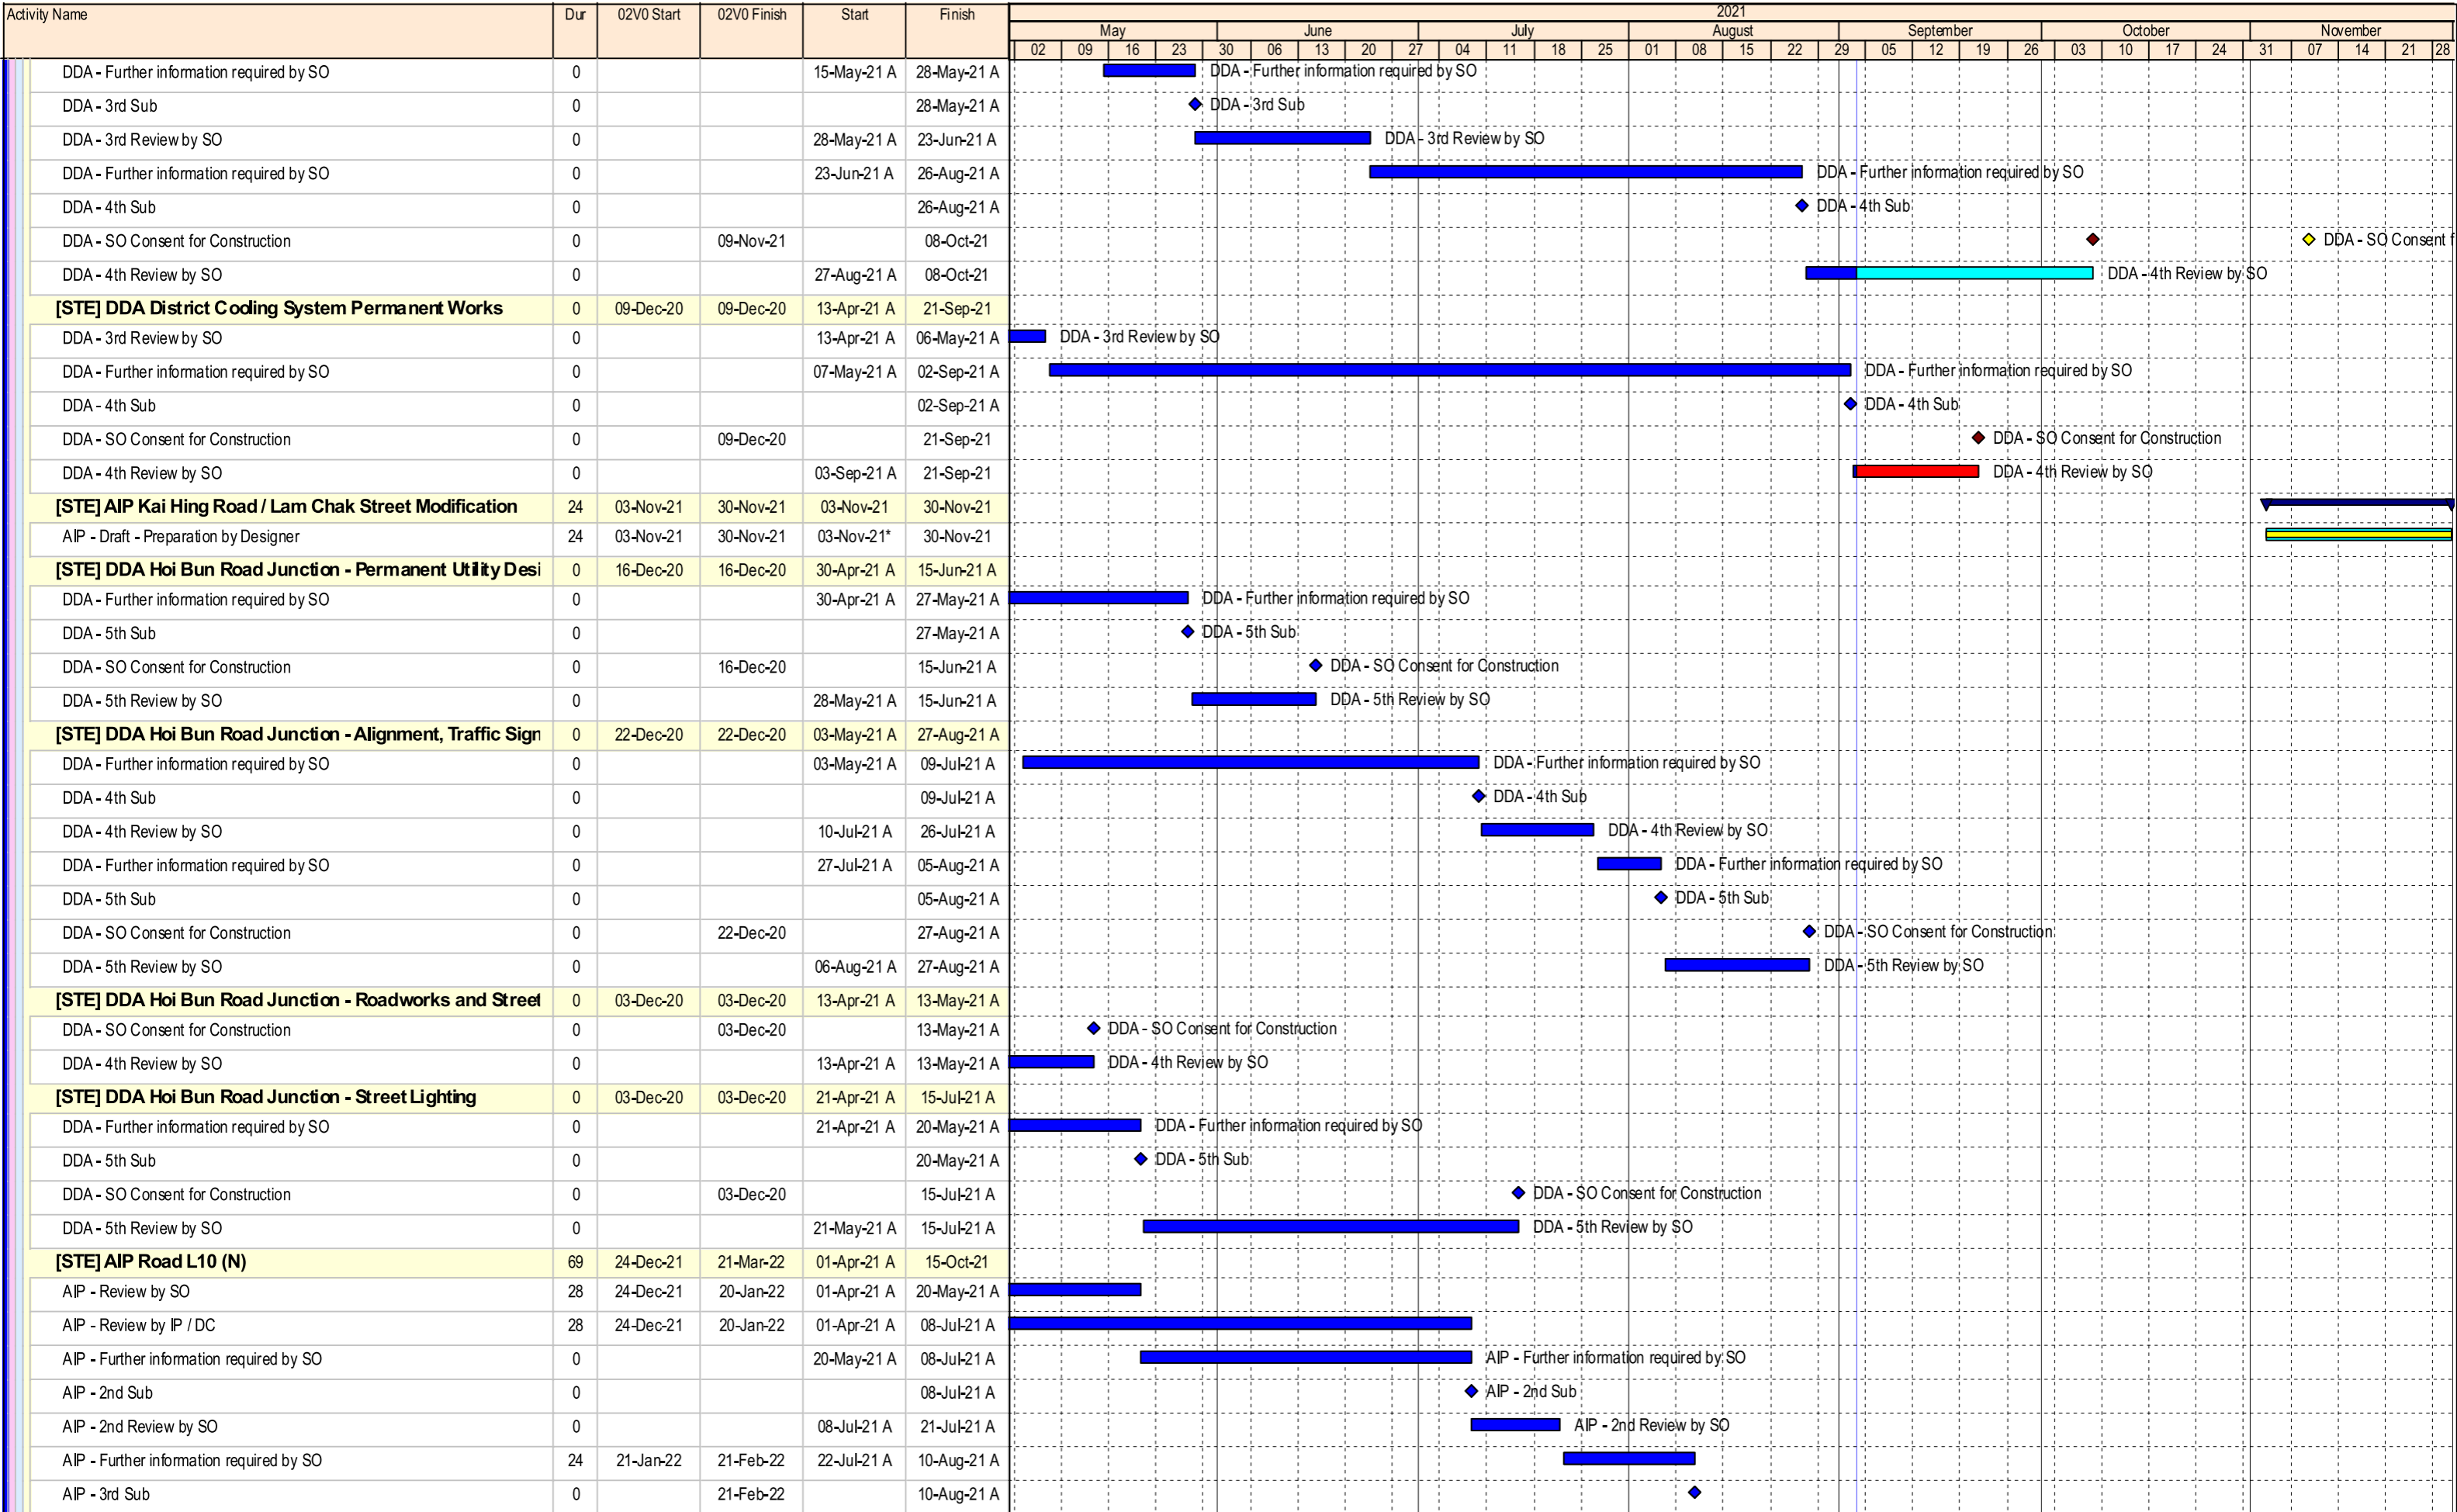 Activity Name Dur 02V0 Start 02V0 Finish Start Finish 2021
May June July August September October November
02 09 16 23 30 06 13 20 27 04 11 18 25 01 08 15 22 29 05 12 19 26 03 10 17 24 31 07 14 21 28
DDA - Further information required by SO 0 15-May-21 A 28-May-21 A DDA - Further information required by SO
DDA - 3rd Sub 0 28-May-21 A DDA - 3rd Sub
DDA - 3rd Review by SO 0 28-May-21 A 23-Jun-21 A DDA - 3rd Review by SO
DDA - Further information required by SO 0 23-Jun-21 A 26-Aug-21 A DDA - Further information required by SO
DDA - 4th Sub 0 26-Aug-21 A DDA - 4th Sub
DDA - SO Consent for Construction 0 09-Nov-21 08-Oct-21 DDA - SO Consent f
DDA - 4th Review by SO 0 27-Aug-21 A 08-Oct-21 DDA - 4th Review by SO
[STE] DDA District Cooling System Permanent Works 0 09-Dec-20 09-Dec-20 13-Apr-21 A 21-Sep-21
DDA - 3rd Review by SO 0 13-Apr-21 A 06-May-21 A DDA - 3rd Review by SO
DDA - Further information required by SO 0 07-May-21 A 02-Sep-21 A DDA - Further information required by SO
DDA - 4th Sub 0 02-Sep-21 A DDA - 4th Sub
DDA - SO Consent for Construction 0 09-Dec-20 21-Sep-21 DDA - SO Consent for Construction
DDA - 4th Review by SO 0 03-Sep-21 A 21-Sep-21 DDA - 4th Review by SO
[STE] AIP Kai Hing Road / Lam Chak Street Modification 24 03-Nov-21 30-Nov-21 03-Nov-21 30-Nov-21
AIP - Draft - Preparation by Designer 24 03-Nov-21 30-Nov-21 03-Nov-21* 30-Nov-21
[STE] DDA Hoi Bun Road Junction - Permanent Utility Desi 0 16-Dec-20 16-Dec-20 30-Apr-21 A 15-Jun-21 A
DDA - Further information required by SO 0 30-Apr-21 A 27-May-21 A DDA - Further information required by SO
DDA - 5th Sub 0 27-May-21 A DDA - 5th Sub
DDA - SO Consent for Construction 0 16-Dec-20 15-Jun-21 A DDA - SO Consent for Construction
DDA - 5th Review by SO 0 28-May-21 A 15-Jun-21 A DDA - 5th Review by SO
[STE] DDA Hoi Bun Road Junction - Alignment, Traffic Sign 0 22-Dec-20 22-Dec-20 03-May-21 A 27-Aug-21 A
DDA - Further information required by SO 0 03-May-21 A 09-Jul-21 A DDA - Further information required by SO
DDA - 4th Sub 0 09-Jul-21 A DDA - 4th Sub
DDA - 4th Review by SO 0 10-Jul-21 A 26-Jul-21 A DDA - 4th Review by SO
DDA - Further information required by SO 0 27-Jul-21 A 05-Aug-21 A DDA - Further information required by SO
DDA - 5th Sub 0 05-Aug-21 A DDA - 5th Sub
DDA - SO Consent for Construction 0 22-Dec-20 27-Aug-21 A DDA - SO Consent for Construction
DDA - 5th Review by SO 0 06-Aug-21 A 27-Aug-21 A DDA - 5th Review by SO
[STE] DDA Hoi Bun Road Junction - Roadworks and Street 0 03-Dec-20 03-Dec-20 13-Apr-21 A 13-May-21 A
DDA - SO Consent for Construction 0 03-Dec-20 13-May-21 A DDA - SO Consent for Construction
DDA - 4th Review by SO 0 13-Apr-21 A 13-May-21 A DDA - 4th Review by SO
[STE] DDA Hoi Bun Road Junction - Street Lighting 0 03-Dec-20 03-Dec-20 21-Apr-21 A 15-Jul-21 A
DDA - Further information required by SO 0 21-Apr-21 A 20-May-21 A DDA - Further information required by SO
DDA - 5th Sub 0 20-May-21 A DDA - 5th Sub
DDA - SO Consent for Construction 0 03-Dec-20 15-Jul-21 A DDA - SO Consent for Construction
DDA - 5th Review by SO 0 21-May-21 A 15-Jul-21 A DDA - 5th Review by SO
[STE] AIP Road L10 (N) 69 24-Dec-21 21-Mar-22 01-Apr-21 A 15-Oct-21
AIP - Review by SO 28 24-Dec-21 20-Jan-22 01-Apr-21 A 20-May-21 A
AIP - Review by IP / DC 28 24-Dec-21 20-Jan-22 01-Apr-21 A 08-Jul-21 A
AIP - Further information required by SO 0 20-May-21 A 08-Jul-21 A AIP - Further information required by SO
AIP - 2nd Sub 0 08-Jul-21 A AIP - 2nd Sub
AIP - 2nd Review by SO 0 08-Jul-21 A 21-Jul-21 A AIP - 2nd Review by SO
AIP - Further information required by SO 24 21-Jan-22 21-Feb-22 22-Jul-21 A 10-Aug-21 A
AIP - 3rd Sub 0 21-Feb-22 10-Aug-21 A